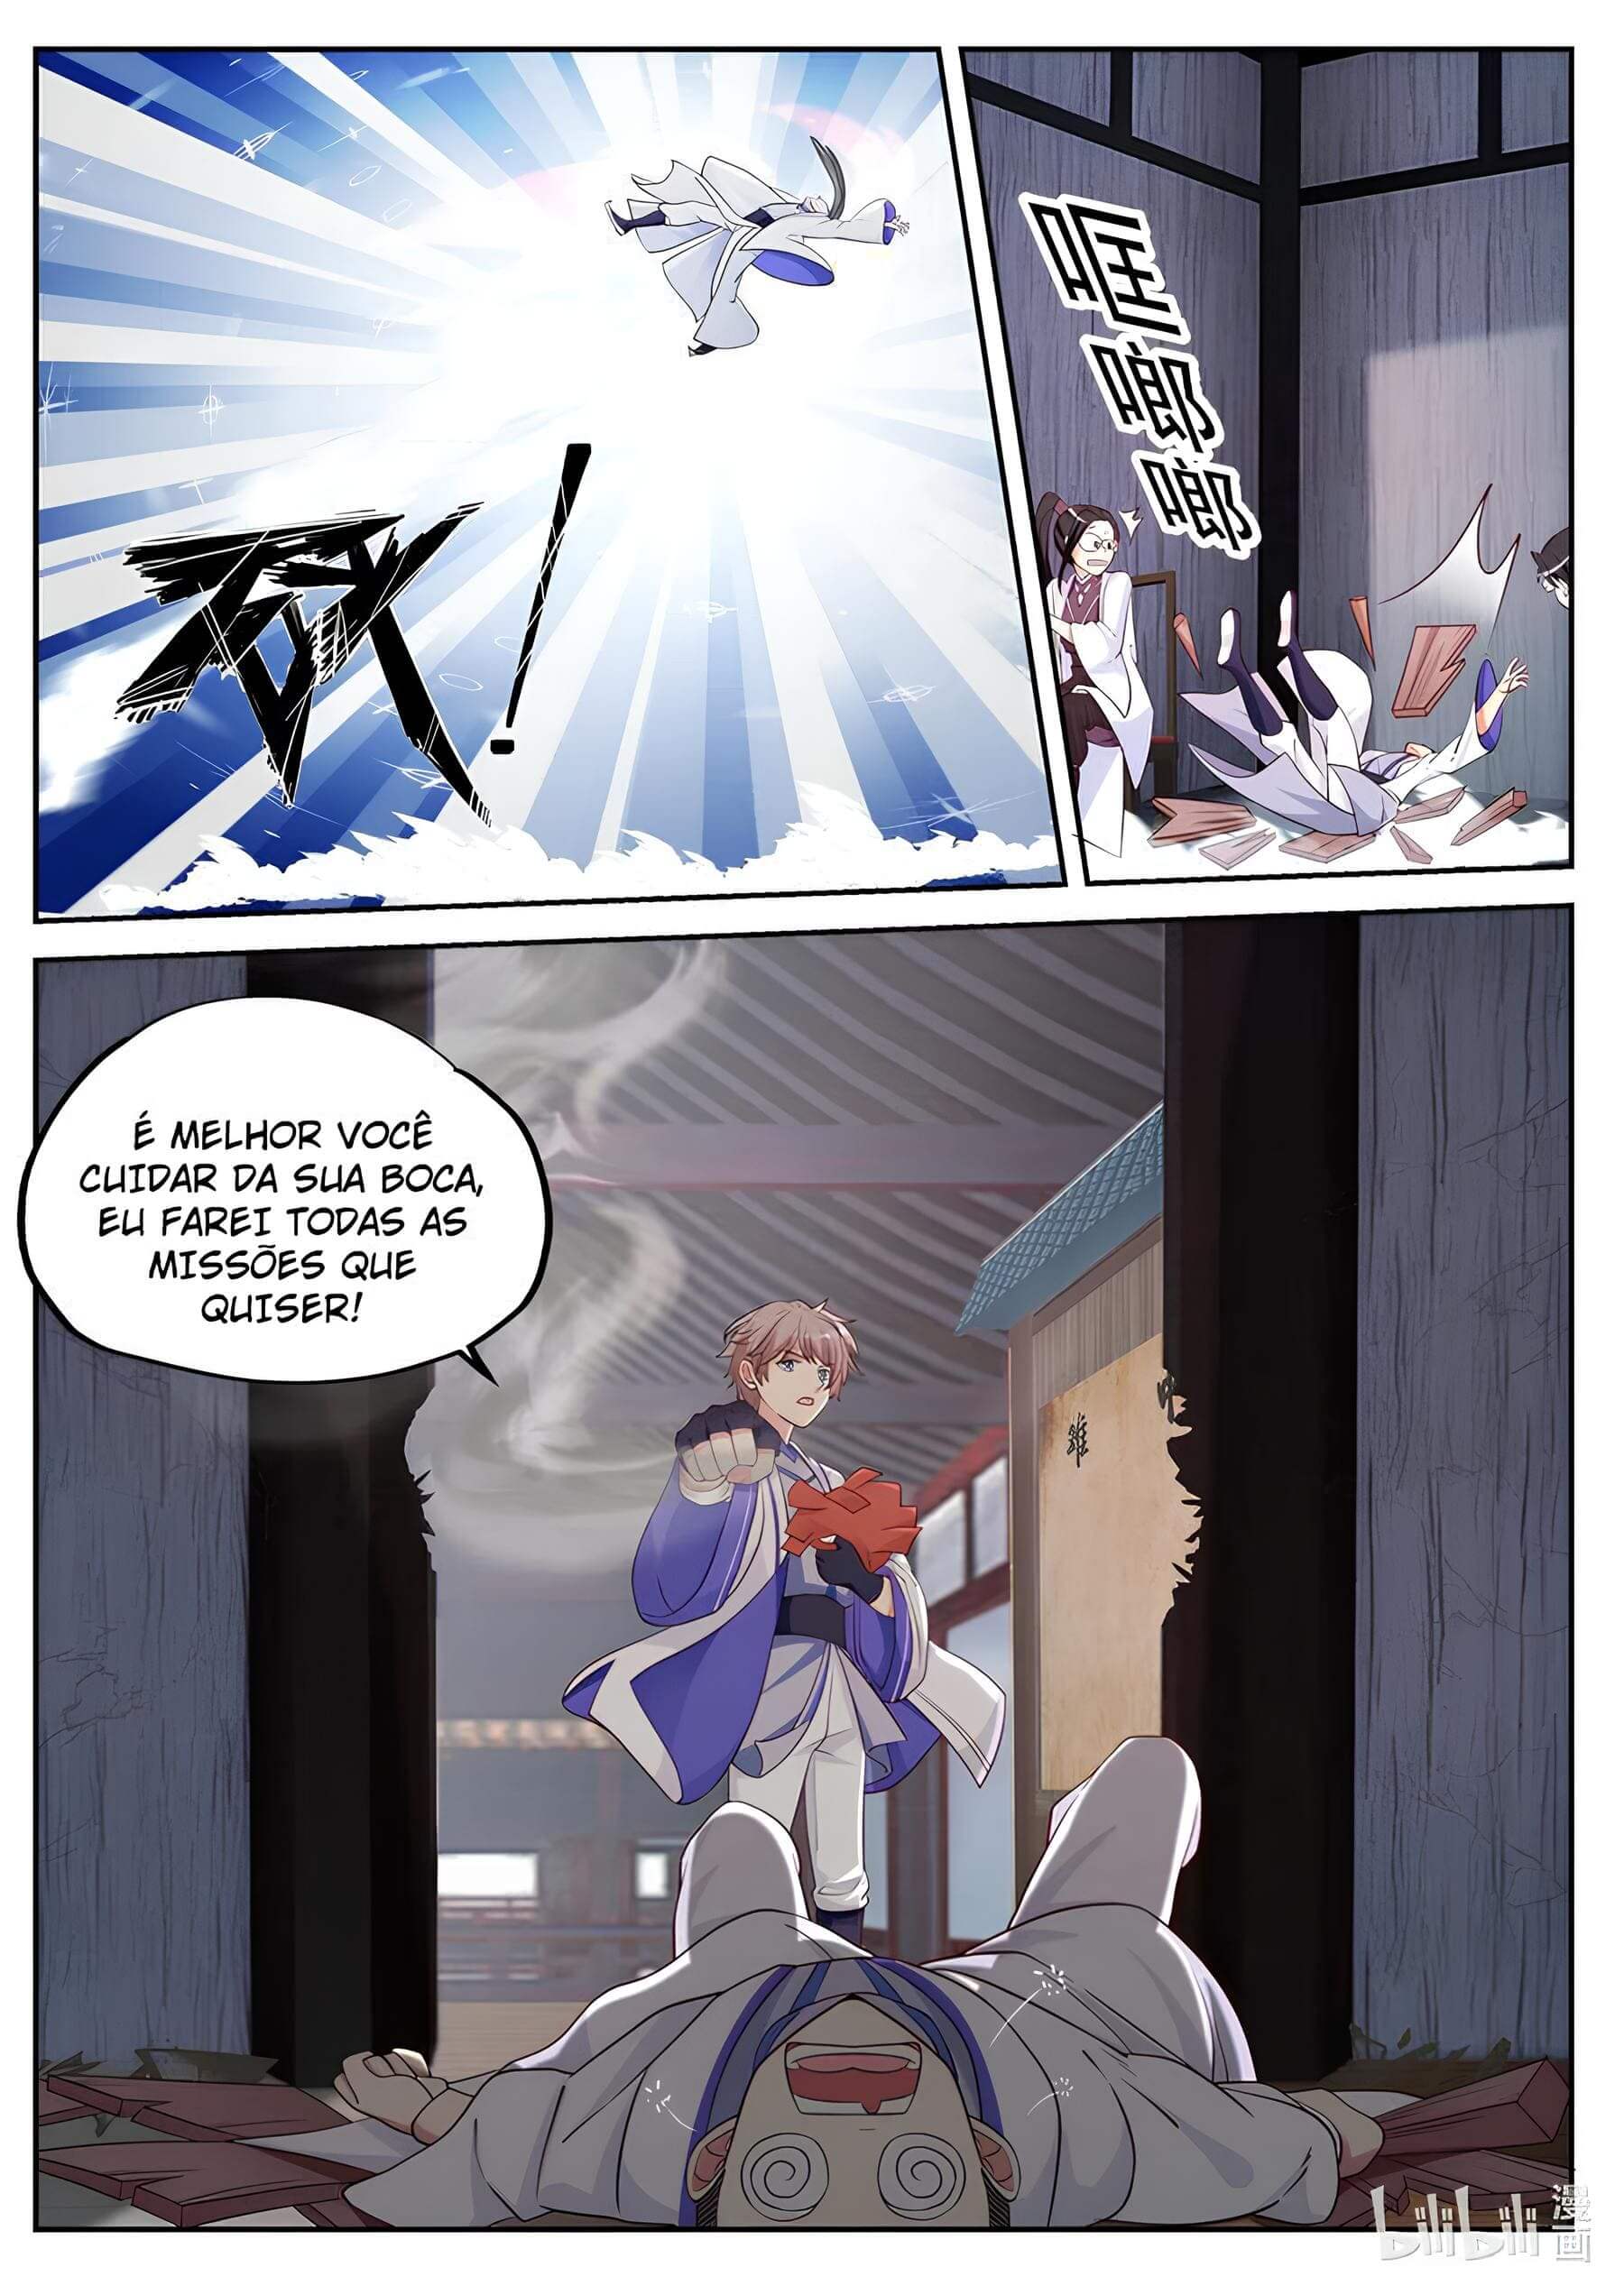 哐
啷
啷
É MELHOR VOCÊ
CUIDAR DA SUA BOCA,
EU FAREI TODAS AS
MISSÕES QUE
QUISER!
雜
bilibili
漫画